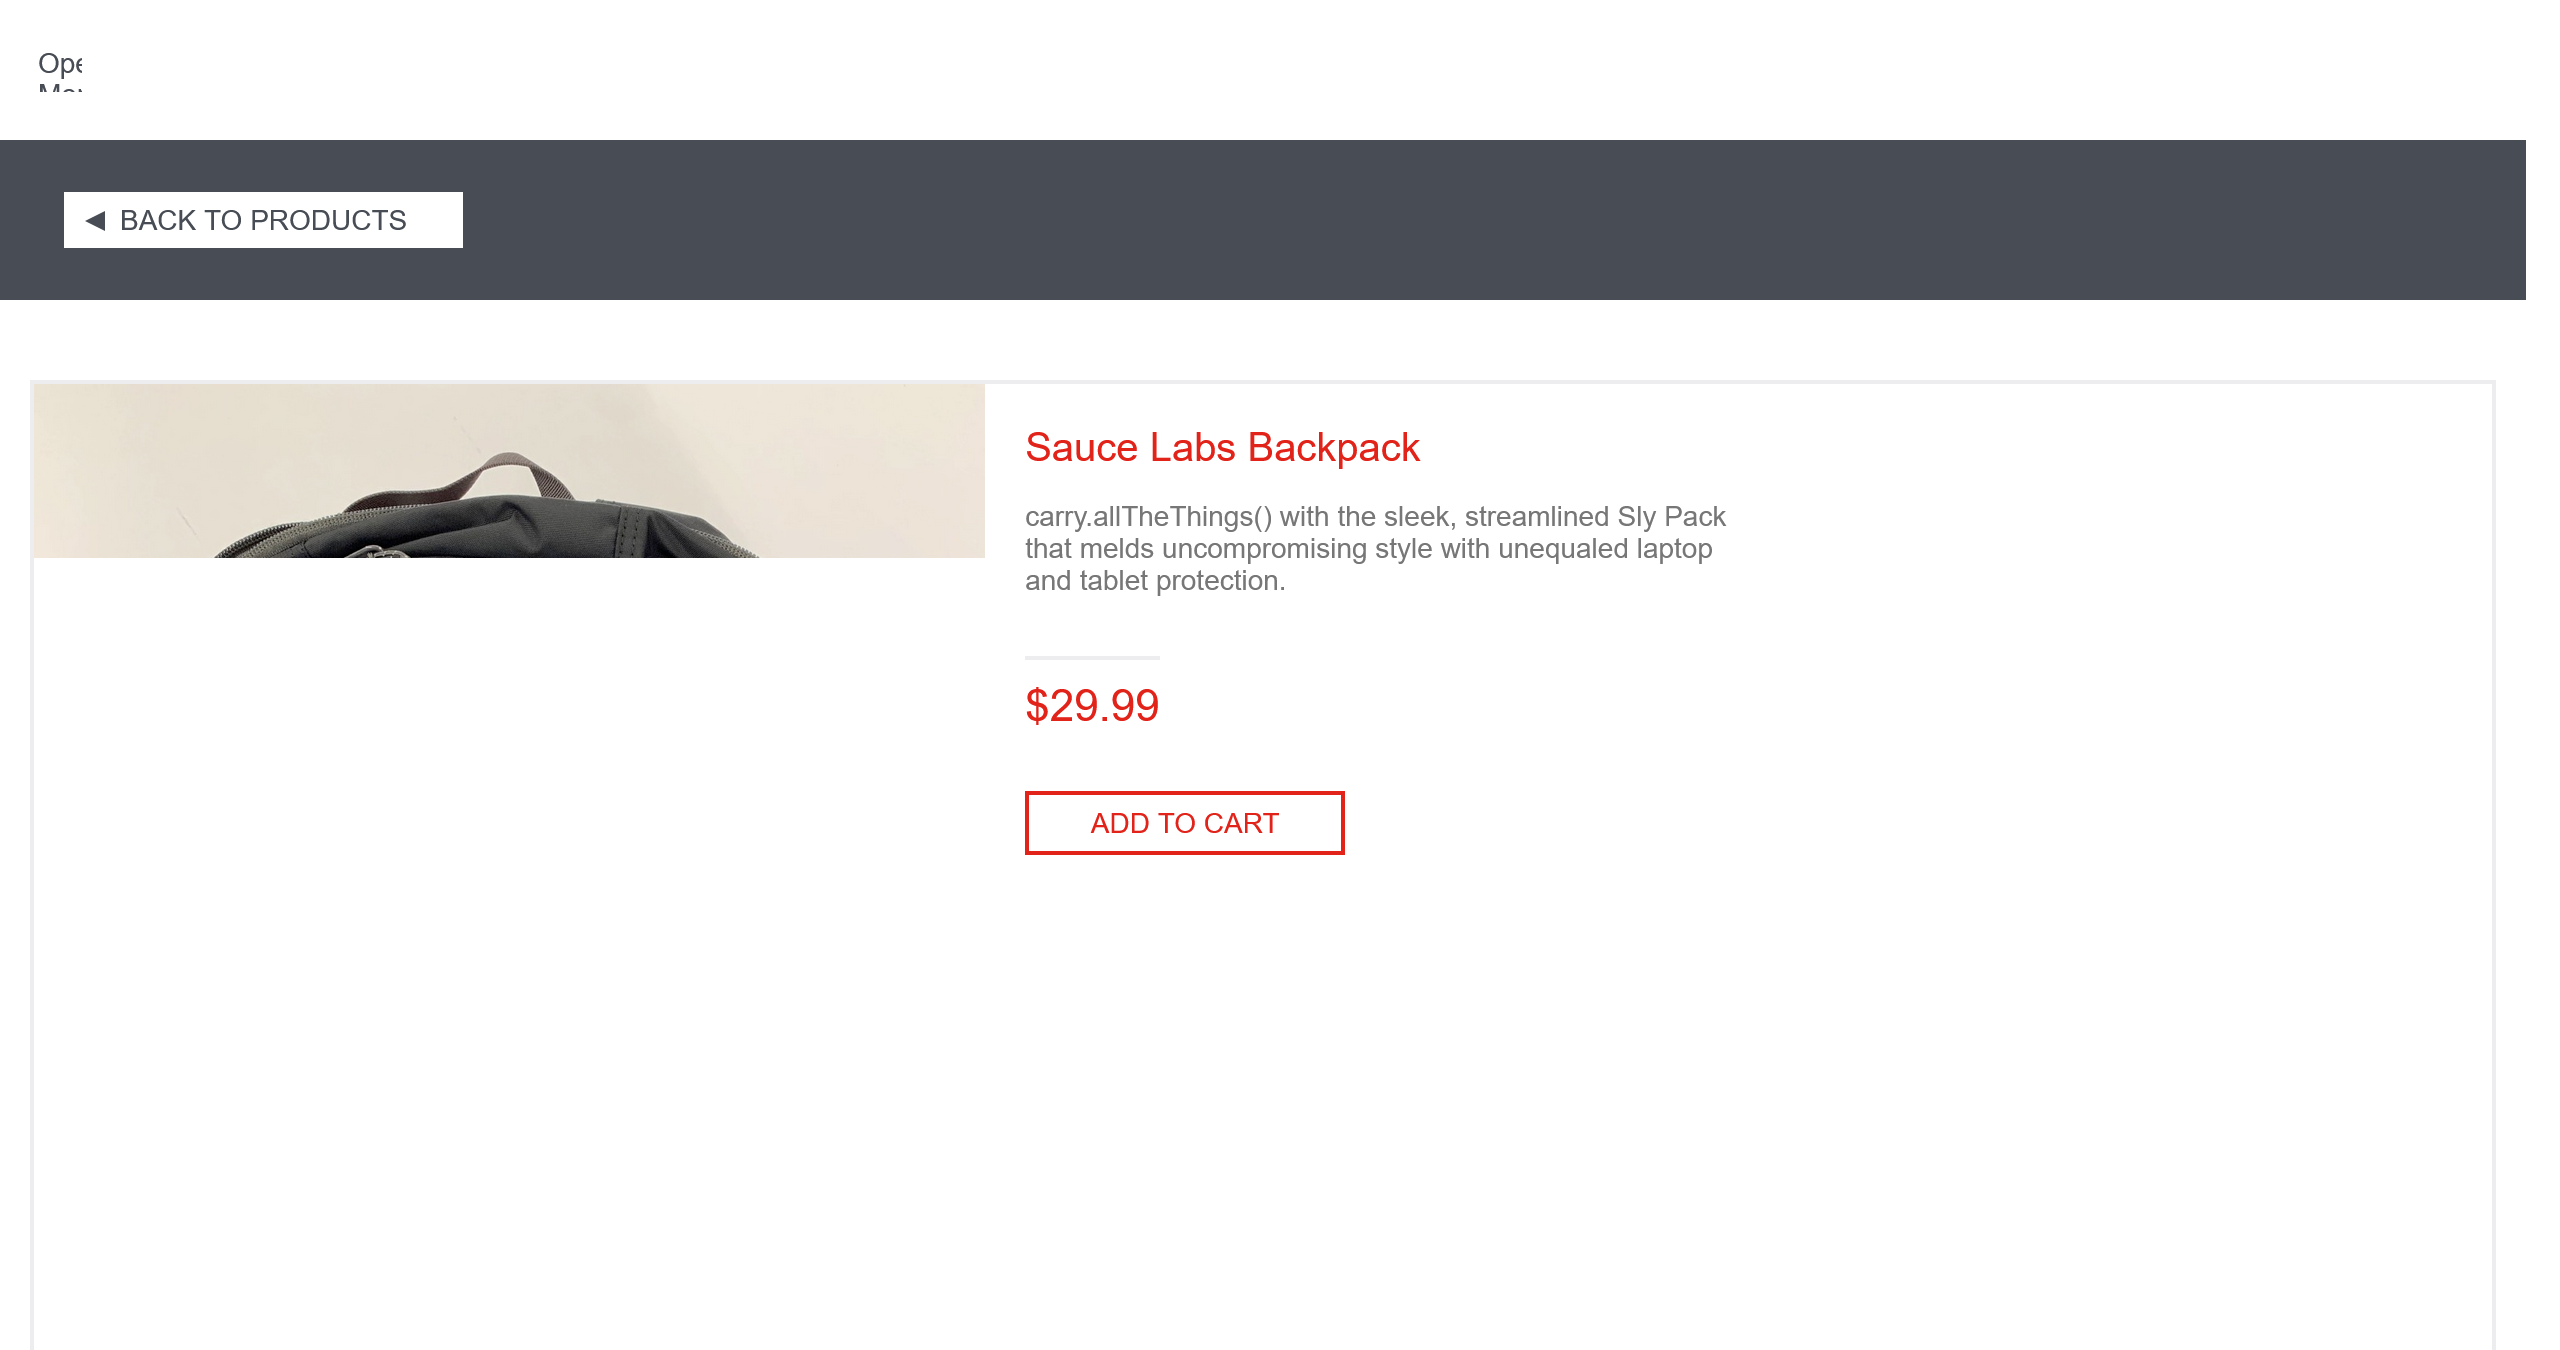 Ope
BACK TO PRODUCTS
Sauce Labs Backpack
carry.allTheThings() with the sleek, streamlined Sly Pack
that melds uncompromising style with unequaled laptop
and tablet protection.
$29.99
ADD TO CART